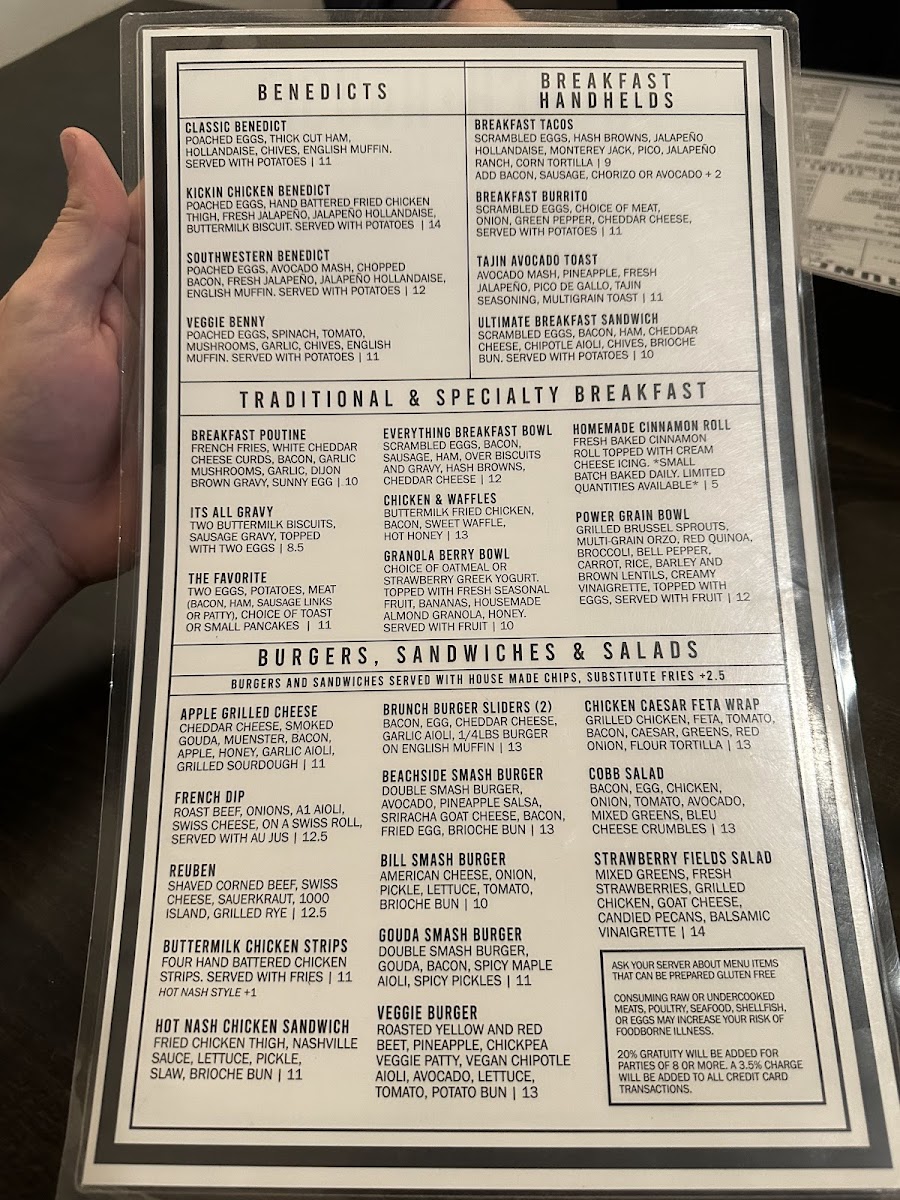 BENEDICTS
CLASSIC BENEDICT
POACHED EGGS, THICK CUT HAM,
HOLLANDAISE, CHIVES, ENGLISH MUFFIN.
SERVED WITH POTATOES | 11
KICKIN CHICKEN BENEDICT
POACHED EGGS, HAND BATTERED FRIED CHICKEN
THIGH, FRESH JALAPEÑO, JALAPEÑO HOLLANDAISE,
BUTTERMILK BISCUIT. SERVED WITH POTATOES | 14
SOUTHWESTERN BENEDICT
POACHED EGGS, AVOCADO MASH, CHOPPED
BACON, FRESH JALAPEÑO, JALAPEÑO HOLLANDAISE,
ENGLISH MUFFIN. SERVED WITH POTATOES | 12
VEGGIE BENNY
POACHED EGGS, SPINACH, TOMATO,
MUSHROOMS, GARLIC, CHIVES, ENGLISH
MUFFIN. SERVED WITH POTATOES | 11
BREAKFAST
HANDHELDS
BREAKFAST TACOS
SCRAMBLED EGGS, HASH BROWNS, JALAPEÑO
HOLLANDAISE, MONTEREY JACK, PICO, JALAPEÑO
RANCH, CORN TORTILLA | 9
ADD BACON, SAUSAGE, CHORIZO OR AVOCADO + 2
BREAKFAST BURRITO
SCRAMBLED EGGS, CHOICE OF MEAT,
ONION, GREEN PEPPER, CHEDDAR CHEESE,
SERVED WITH POTATOES | 11
TAJIN AVOCADO TOAST
AVOCADO MASH, PINEAPPLE, FRESH
JALAPEÑO, PICO DE GALLO, TAJIN
SEASONING, MULTIGRAIN TOAST | 11
ULTIMATE BREAKFAST SANDWICH
SCRAMBLED EGGS, BACON, HAM, CHEDDAR
CHEESE, CHIPOTLE AIOLI, CHIVES, BRIOCHE
BUN. SERVED WITH POTATOES | 10
TRADITIONAL & SPECIALTY BREAKFAST
BREAKFAST POUTINE
FRENCH FRIES, WHITE CHEDDAR
CHEESE CURDS, BACON, GARLIC
MUSHROOMS, GARLIC, DIJON
BROWN GRAVY, SUNNY EGG | 10
ITS ALL GRAVY
TWO BUTTERMILK BISCUITS,
SAUSAGE GRAVY, TOPPED
WITH TWO EGGS | 8.5
THE FAVORITE
TWO EGGS, POTATOES, MEAT
(BACON, HAM, SAUSAGE LINKS
OR PATTY), CHOICE OF TOAST
OR SMALL PANCAKES | 11
EVERYTHING BREAKFAST BOWL
SCRAMBLED EGGS, BACON,
SAUSAGE, HAM, OVER BISCUITS
AND GRAVY, HASH BROWNS,
CHEDDAR CHEESE | 12
CHICKEN & WAFFLES
BUTTERMILK FRIED CHICKEN,
BACON, SWEET WAFFLE,
HOT HONEY | 13
GRANOLA BERRY BOWL
CHOICE OF OATMEAL OR
STRAWBERRY GREEK YOGURT.
TOPPED WITH FRESH SEASONAL
FRUIT, BANANAS, HOUSEMADE
ALMOND GRANOLA, HONEY.
SERVED WITH FRUIT | 10
HOMEMADE CINNAMON ROLL
FRESH BAKED CINNAMON
ROLL TOPPED WITH CREAM
CHEESE ICING. *SMALL
BATCH BAKED DAILY. LIMITED
QUANTITIES AVAILABLE* | 5
POWER GRAIN BOWL
GRILLED BRUSSEL SPROUTS,
MULTI-GRAIN ORZO, RED QUINOA,
BROCCOLI, BELL PEPPER,
CARROT, RICE, BARLEY AND
BROWN LENTILS, CREAMY
VINAIGRETTE, TOPPED WITH
EGGS, SERVED WITH FRUIT | 12
BURGERS, SANDWICHES & SALADS
BURGERS AND SANDWICHES SERVED WITH HOUSE MADE CHIPS, SUBSTITUTE FRIES +2.5
APPLE GRILLED CHEESE
CHEDDAR CHEESE, SMOKED
GOUDA, MUENSTER, BACON,
APPLE, HONEY, GARLIC AIOLI,
GRILLED SOURDOUGH | 11
FRENCH DIP
ROAST BEEF, ONIONS, A1 AIOLI,
SWISS CHEESE, ON A SWISS ROLL,
SERVED WITH AU JUS | 12.5
REUBEN
SHAVED CORNED BEEF, SWISS
CHEESE, SAUERKRAUT, 1000
ISLAND, GRILLED RYE | 12.5
BUTTERMILK CHICKEN STRIPS
FOUR HAND BATTERED CHICKEN
STRIPS. SERVED WITH FRIES | 11
HOT NASH STYLE +1
HOT NASH CHICKEN SANDWICH
FRIED CHICKEN THIGH, NASHVILLE
SAUCE, LETTUCE, PICKLE,
SLAW, BRIOCHE BUN | 11
BRUNCH BURGER SLIDERS (2)
BACON, EGG, CHEDDAR CHEESE,
GARLIC AIOLI, 1/4LBS BURGER
ON ENGLISH MUFFIN | 13
BEACHSIDE SMASH BURGER
DOUBLE SMASH BURGER,
AVOCADO, PINEAPPLE SALSA,
SRIRACHA GOAT CHEESE, BACON,
FRIED EGG, BRIOCHE BUN | 13
BILL SMASH BURGER
AMERICAN CHEESE, ONION,
PICKLE, LETTUCE, TOMATO,
BRIOCHE BUN | 10
GOUDA SMASH BURGER
DOUBLE SMASH BURGER,
GOUDA, BACON, SPICY MAPLE
AIOLI, SPICY PICKLES | 11
VEGGIE BURGER
ROASTED YELLOW AND RED
BEET, PINEAPPLE, CHICKPEA
VEGGIE PATTY, VEGAN CHIPOTLE
AIOLI, AVOCADO, LETTUCE,
TOMATO, POTATO BUN | 13
CHICKEN CAESAR FETA WRAP
GRILLED CHICKEN, FETA, TOMATO,
BACON, CAESAR, GREENS, RED
ONION, FLOUR TORTILLA | 13
COBB SALAD
BACON, EGG, CHICKEN,
ONION, TOMATO, AVOCADO,
MIXED GREENS, BLEU
CHEESE CRUMBLES | 13
STRAWBERRY FIELDS SALAD
MIXED GREENS, FRESH
STRAWBERRIES, GRILLED
CHICKEN, GOAT CHEESE,
CANDIED PECANS, BALSAMIC
VINAIGRETTE | 14
ASK YOUR SERVER ABOUT MENU ITEMS
THAT CAN BE PREPARED GLUTEN FREE
CONSUMING RAW OR UNDERCOOKED
MEATS, POULTRY, SEAFOOD, SHELLFISH,
OR EGGS MAY INCREASE YOUR RISK OF
FOODBORNE ILLNESS.
20% GRATUITY WILL BE ADDED FOR
PARTIES OF 8 OR MORE. A 3.5% CHARGE
WILL BE ADDED TO ALL CREDIT CARD
TRANSACTIONS.